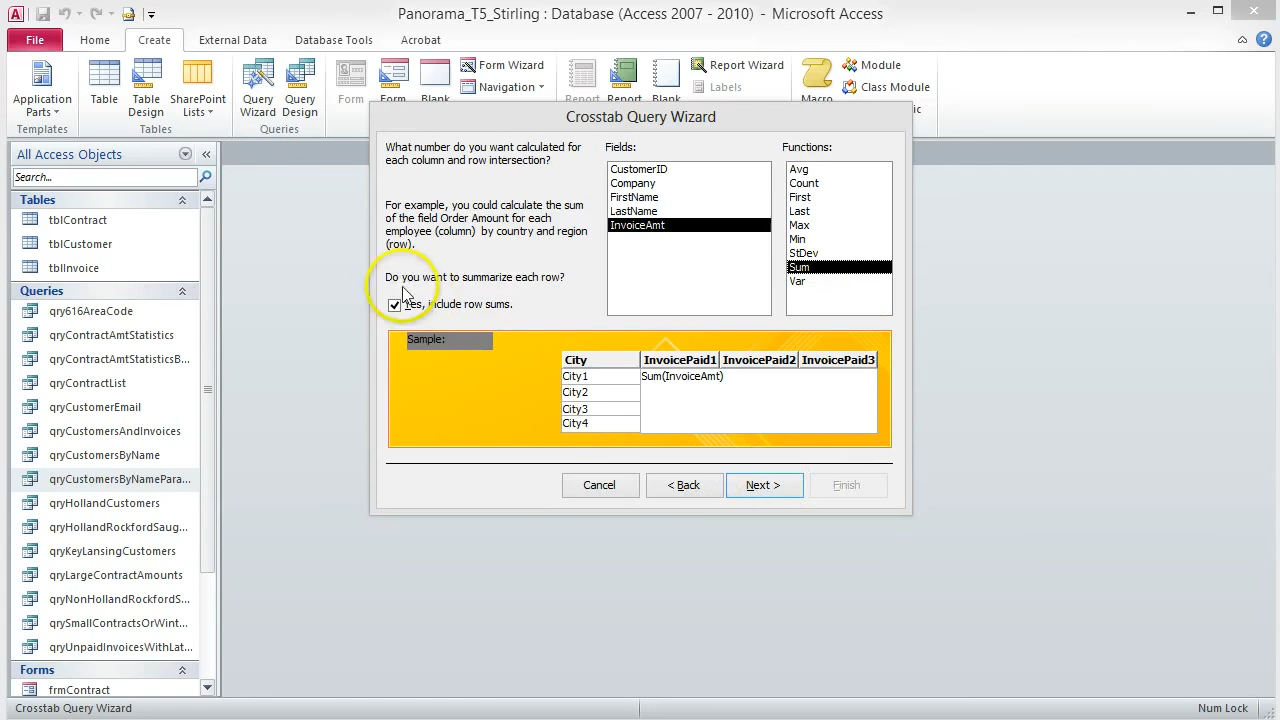 Panorama_T5_Stirling : Database (Access 2007 - 2010) - Microsoft Access
File Home Create External Data Database Tools Acrobat
Application Parts
Table
Table Design
SharePoint Lists
Query Wizard
Query Design
Form
Form
Blank
Form Wizard
Navigation
Report
Report
Blank
Report Wizard
Labels
Macro
Module
Class Module
Templates
Tables
Queries
All Access Objects
Search...
Tables
tblContract
tblCustomer
tblInvoice
Queries
qry616AreaCode
qryContractAmtStatistics
qryContractAmtStatisticsB...
qryContractList
qryCustomerEmail
qryCustomersAndInvoices
qryCustomersByName
qryCustomersByNamePara...
qryHollandCustomers
qryHollandRockfordSaug...
qryKeyLansingCustomers
qryLargeContractAmounts
qryNonHollandRockfordS...
qrySmallContractsOrWint...
qryUnpaidInvoicesWithLat...
Forms
frmContract
Crosstab Query Wizard
What number do you want calculated for
each column and row intersection?
For example, you could calculate the sum
of the field Order Amount for each
employee (column) by country and region
(row).
Do you want to summarize each row?
Yes, include row sums.
Fields:
CustomerID
Company
FirstName
LastName
InvoiceAmt
Functions:
Avg
Count
First
Last
Max
Min
StDev
Sum
Var
Sample:
City InvoicePaid1 InvoicePaid2 InvoicePaid3
City1 Sum(InvoiceAmt)
City2
City3
City4
Cancel < Back Next > Finish
Crosstab Query Wizard
Num Lock